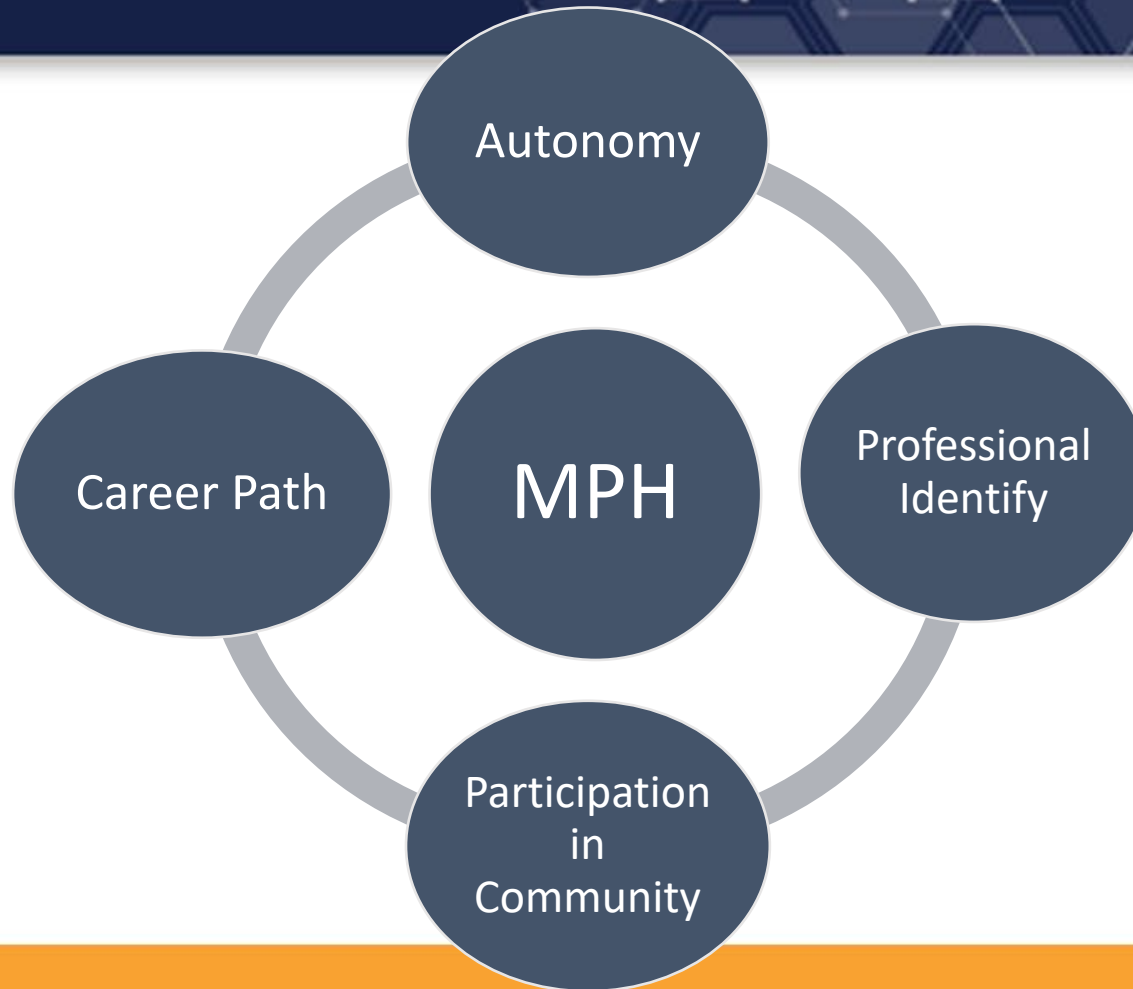 Autonomy
Professional
Identify
Career Path
MPH
Participation
in
Community